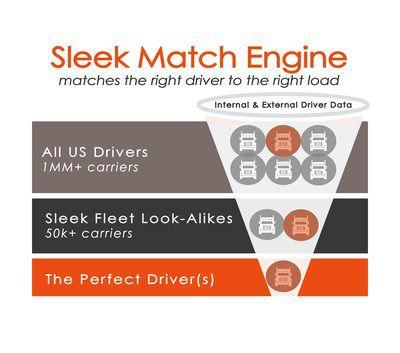 Sleek Match Engine
matches the right driver to the right load
Internal & External Driver Data
All US Drivers
1MM+ carriers
Sleek Fleet Look-Alikes
50k+ carriers
The Perfect Driver(s)